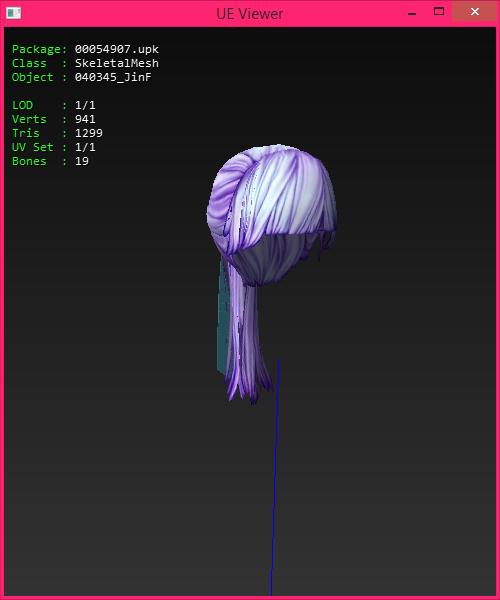 UE Viewer
Package: 00054907.upk
Class : SkeletalMesh
Object : 040345_JinF
LOD : 1/1
Verts : 941
Tris : 1299
UV Set : 1/1
Bones : 19